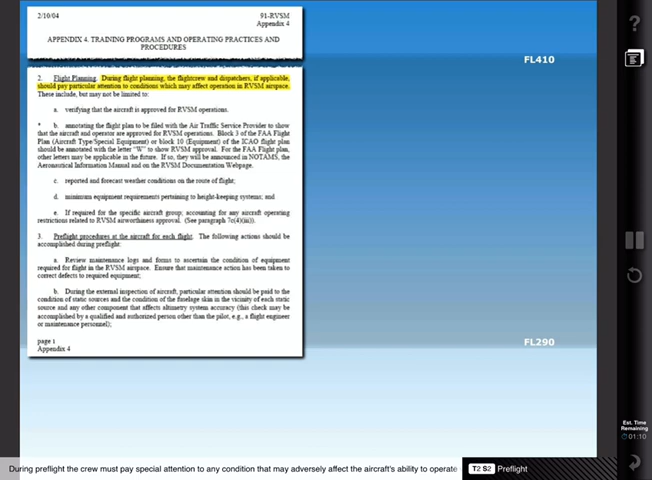 2/10/04 91-RVSM
Appendix 4
APPENDIX 4. TRAINING PROGRAMS AND OPERATING PRACTICES AND
PROCEDURES
2. Flight Planning. During flight planning, the flightcrew and dispatchers, if applicable,
should pay particular attention to conditions which may affect operation in RVSM airspace.
These include, but may not be limited to:
a. verifying that the aircraft is approved for RVSM operations.
* b. annotating the flight plan to be filed with the Air Traffic Service Provider to show
that the aircraft and operator are approved for RVSM operations. Block 3 of the FAA Flight
Plan (Aircraft Type/Special Equipment) or block 10 (Equipment) of the ICAO flight plan
should be annotated with the letter "W" to show RVSM approval. For the FAA Flight plan,
other letters may be applicable in the future. If so, they will be announced in NOTAMS, the
Aeronautical Information Manual and on the RVSM Documentation Webpage.
c. reported and forecast weather conditions on the route of flight;
d. minimum equipment requirements pertaining to height-keeping systems; and
e. If required for the specific aircraft group, accounting for any aircraft operating
restrictions related to RVSM airworthiness approval. (See paragraph 7c(4)(iii)).
3. Preflight procedures at the aircraft for each flight. The following actions should be
accomplished during preflight:
a. Review maintenance logs and forms to ascertain the condition of equipment
required for flight in the RVSM airspace. Ensure that maintenance action has been taken to
correct defects to required equipment;
b. During the external inspection of aircraft, particular attention should be paid to the
condition of static sources and the condition of the fuselage skin in the vicinity of each static
source and any other component that affects altimetry system accuracy (this check may be
accomplished by a qualified and authorized person other than the pilot, e.g., a flight engineer
or maintenance personnel);
page 1
Appendix 4
FL410
FL290
?
Est. Time
Remaining
01:10
During preflight the crew must pay special attention to any condition that may adversely affect the aircraft's ability to operate
T2 S2 Preflight